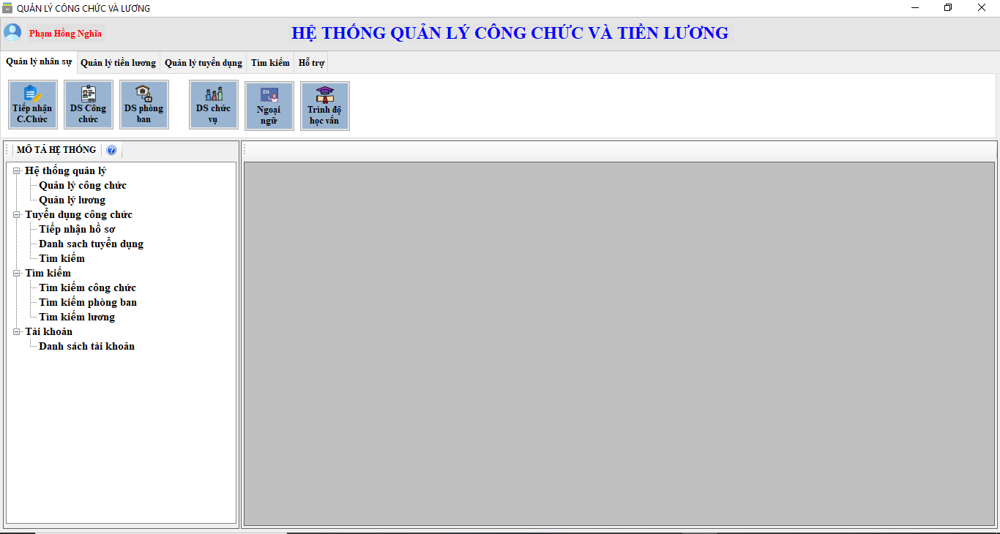 QUẢN LÝ CÔNG CHỨC VÀ LƯƠNG
Phạm Hồng Nghĩa
HỆ THỐNG QUẢN LÝ CÔNG CHỨC VÀ TIỀN LƯƠNG
Quản lý nhân sự Quản lý tiền lương Quản lý tuyển dụng Tìm kiếm Hỗ trợ
Tiếp nhận
C.Chức
DS Công
chức
DS phòng
ban
DS chức
vụ
EN
Ngoại
ngữ
Trình độ
học vấn
MÔ TẢ HỆ THỐNG ?
Hệ thống quản lý
Quản lý công chức
Quản lý lương
Tuyển dụng công chức
Tiếp nhận hồ sơ
Danh sach tuyển dụng
Tìm kiếm
Tìm kiếm
Tìm kiếm công chức
Tìm kiếm phòng ban
Tìm kiếm lương
Tài khoản
Danh sách tài khoản